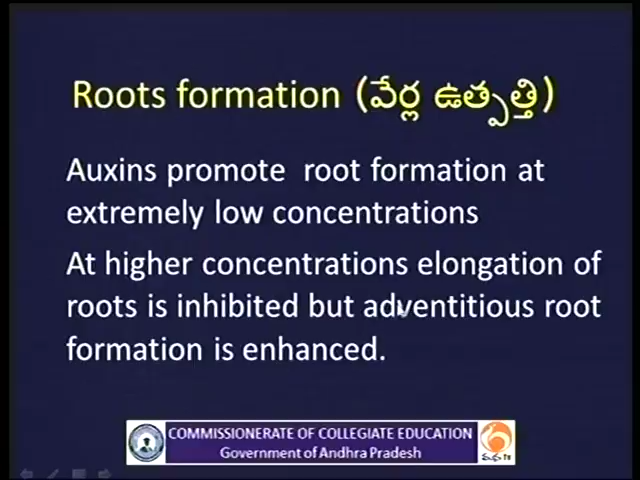 Roots formation (వేర్ల ఉత్పత్తి)
Auxins promote root formation at
extremely low concentrations
At higher concentrations elongation of
roots is inhibited but adventitious root
formation is enhanced.
COMMISSIONERATE OF COLLEGIATE EDUCATION
Government of Andhra Pradesh